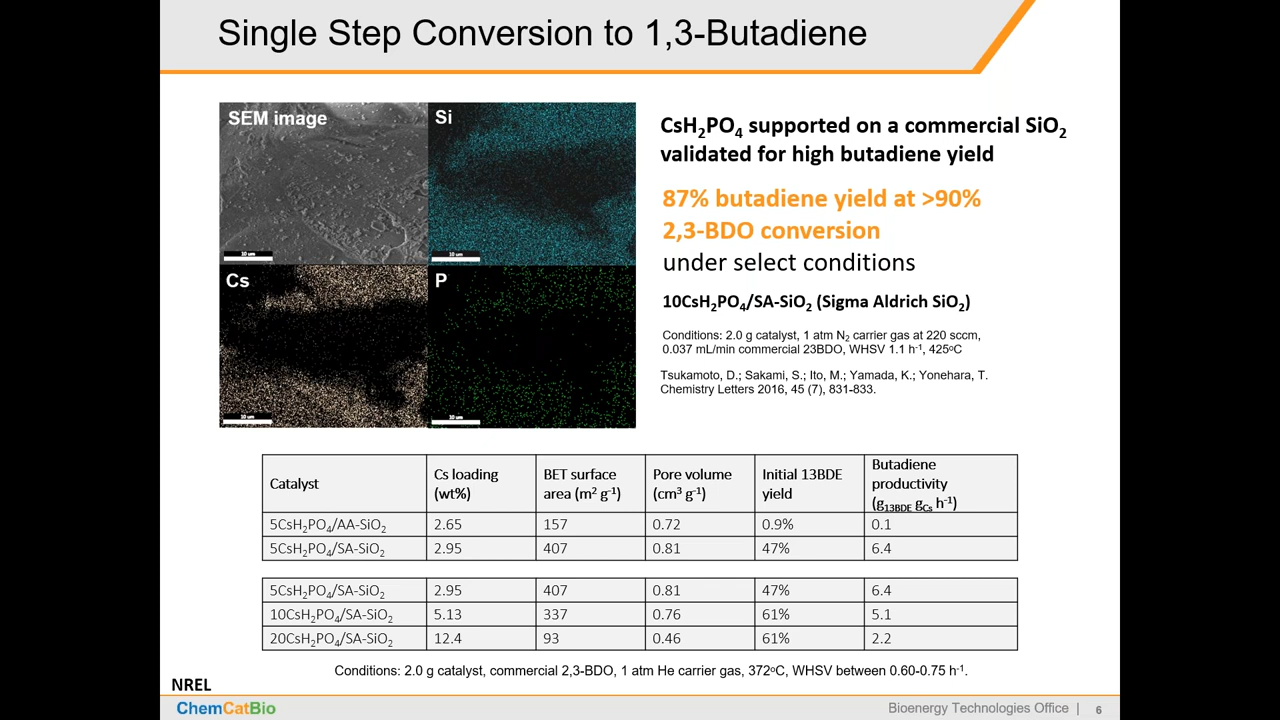 Single Step Conversion to 1,3-Butadiene
SEM image
Si
10 um
10 um
Cs
P
10 um
10 um
CsH₂PO₄ supported on a commercial SiO₂
validated for high butadiene yield
87% butadiene yield at >90%
2,3-BDO conversion
under select conditions
10CsH₂PO₄/SA-SiO₂ (Sigma Aldrich SiO₂)
Conditions: 2.0 g catalyst, 1 atm N₂ carrier gas at 220 sccm,
0.037 mL/min commercial 23BDO, WHSV 1.1 h⁻¹, 425ºC
Tsukamoto, D.; Sakami, S.; Ito, M.; Yamada, K.; Yonehara, T.
Chemistry Letters 2016, 45 (7), 831-833.
Catalyst | Cs loading (wt%) | BET surface area (m² g⁻¹) | Pore volume (cm³ g⁻¹) | Initial 13BDE yield | Butadiene productivity (g₁₃BDE gCs h⁻¹)
5CsH₂PO₄/AA-SiO₂ | 2.65 | 157 | 0.72 | 0.9% | 0.1
5CsH₂PO₄/SA-SiO₂ | 2.95 | 407 | 0.81 | 47% | 6.4
5CsH₂PO₄/SA-SiO₂ | 2.95 | 407 | 0.81 | 47% | 6.4
10CsH₂PO₄/SA-SiO₂ | 5.13 | 337 | 0.76 | 61% | 5.1
20CsH₂PO₄/SA-SiO₂ | 12.4 | 93 | 0.46 | 61% | 2.2
Conditions: 2.0 g catalyst, commercial 2,3-BDO, 1 atm He carrier gas, 372ºC, WHSV between 0.60-0.75 h⁻¹.
NREL
ChemCatBio
Bioenergy Technologies Office | 6